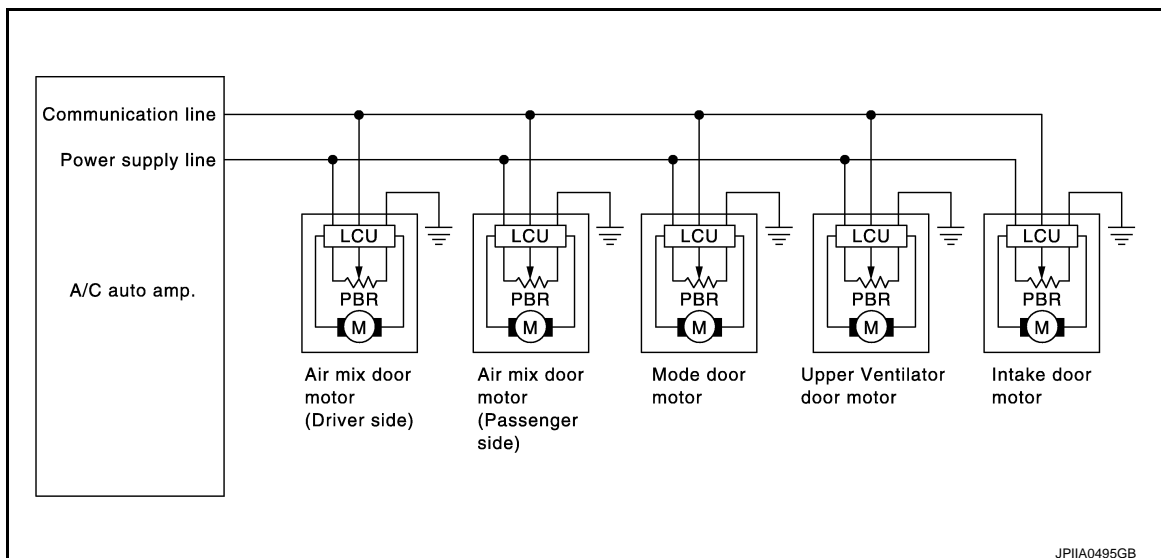 Communication line
Power supply line
A/C auto amp.
LCU
PBR
M
Air mix door
motor
(Driver side)
LCU
PBR
M
Air mix door
motor
(Passenger
side)
LCU
PBR
M
Mode door
motor
LCU
PBR
M
Upper Ventilator
door motor
LCU
PBR
M
Intake door
motor
JPIIA0495GB